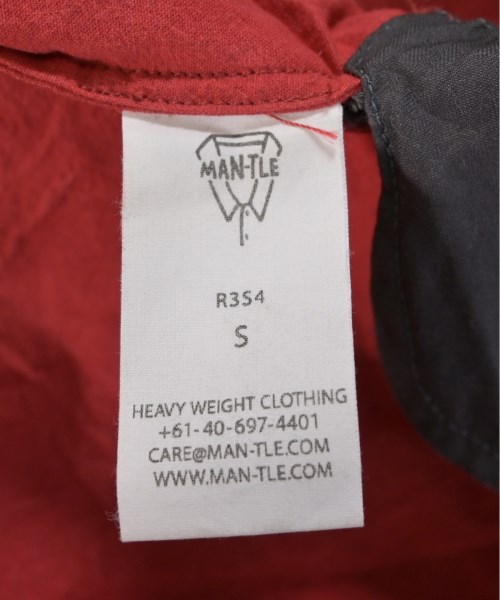 MAN-TLE
R3S4
S
HEAVY WEIGHT CLOTHING
+61-40-697-4401
CARE@MAN-TLE.COM
WWW.MAN-TLE.COM